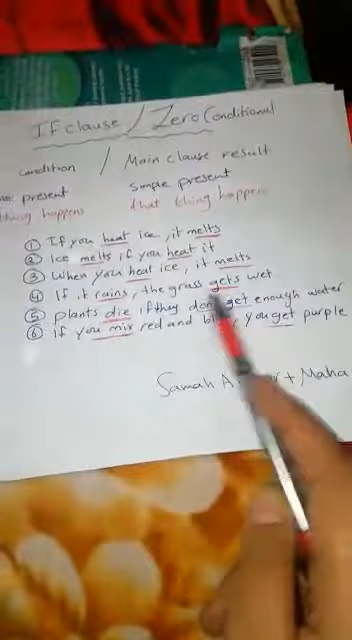 If clause / Zero Conditional
condition / Main clause result
present simple present
thing happens that thing happen
① If you heat ice, it melts
② Ice melts if you heat it
③ When you heat ice, it melts
④ If it rains, the grass gets wet
⑤ plants die if they don't get enough water
⑥ If you mix red and you get purple
Samah A + Maha